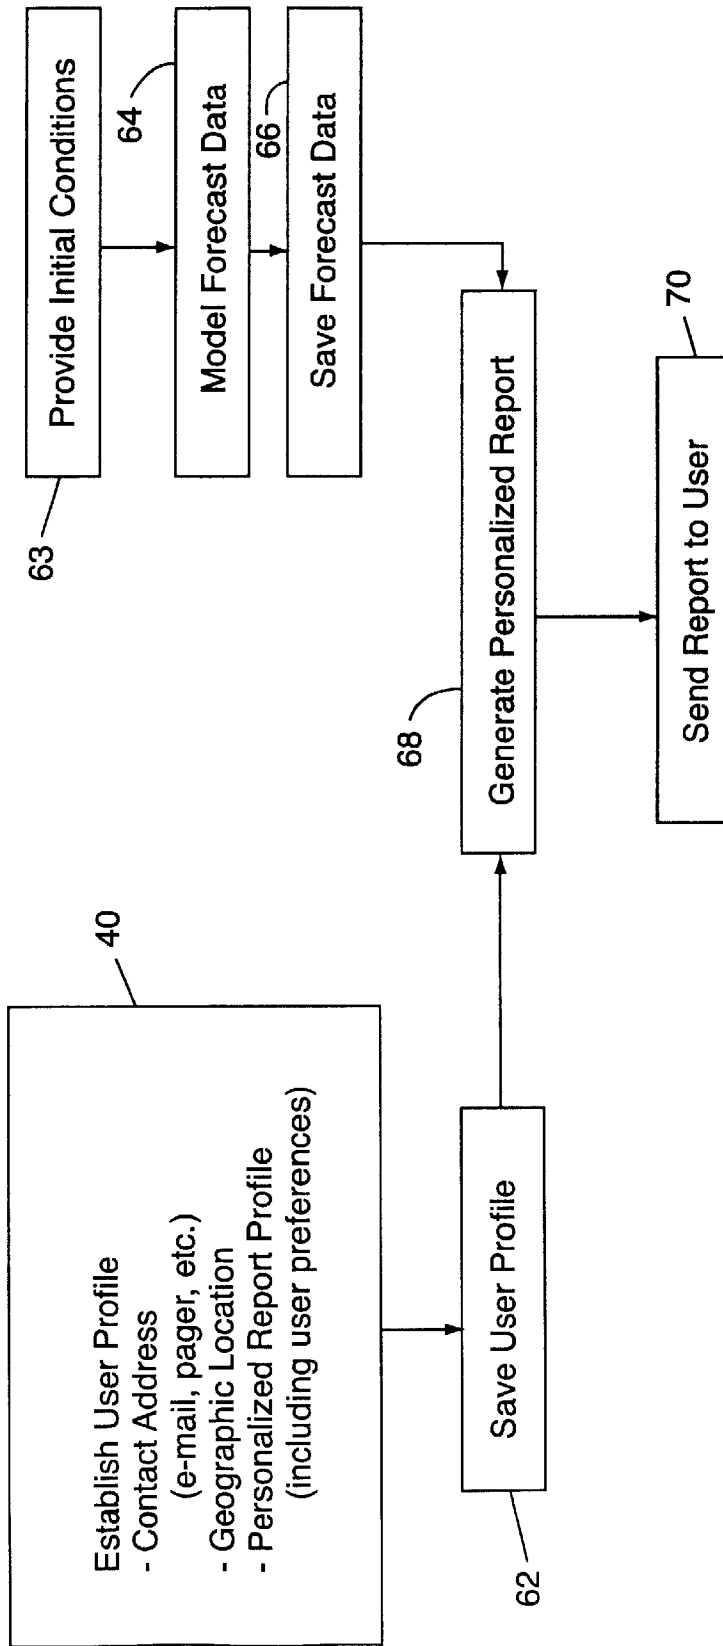 Establish User Profile
- Contact Address
(e-mail, pager, etc.)
- Geographic Location
- Personalized Report Profile
(including user preferences)
40
Save User Profile
62
Provide Initial Conditions
63
Model Forecast Data
64
Save Forecast Data
66
Generate Personalized Report
68
Send Report to User
70